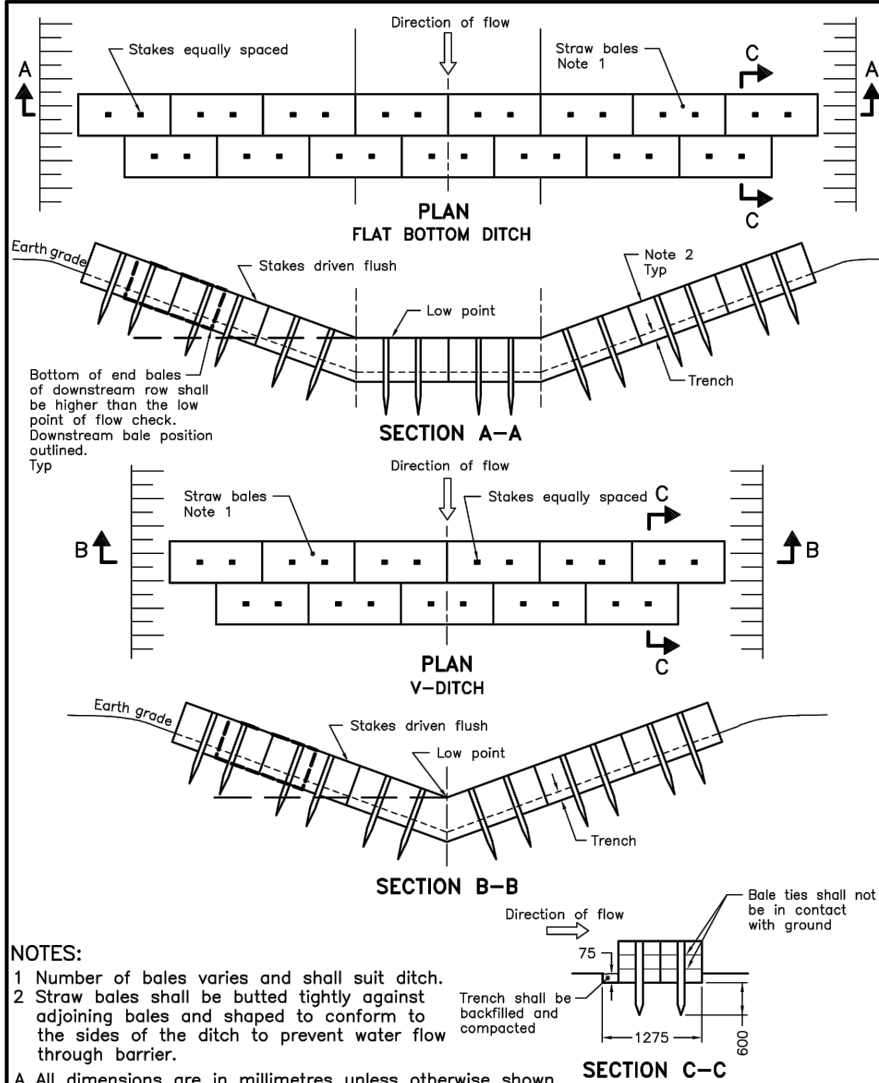 Direction of flow
Stakes equally spaced
Straw bales
Note 1
C
A
A
C
PLAN
FLAT BOTTOM DITCH
Earth grade
Stakes driven flush
Note 2
Typ
Low point
Trench
Bottom of end bales
of downstream row shall
be higher than the low
point of flow check.
Downstream bale position
outlined.
Typ
SECTION A-A
Direction of flow
Straw bales
Note 1
Stakes equally spaced
C
B
B
C
PLAN
V-DITCH
Earth grade
Stakes driven flush
Low point
Trench
SECTION B-B
Direction of flow
Bale ties shall not
be in contact
with ground
75
Trench shall be
backfilled and
compacted
1275
600
SECTION C-C
NOTES:
1 Number of bales varies and shall suit ditch.
2 Straw bales shall be butted tightly against
adjoining bales and shaped to conform to
the sides of the ditch to prevent water flow
through barrier.
A All dimensions are in millimetres unless otherwise shown.